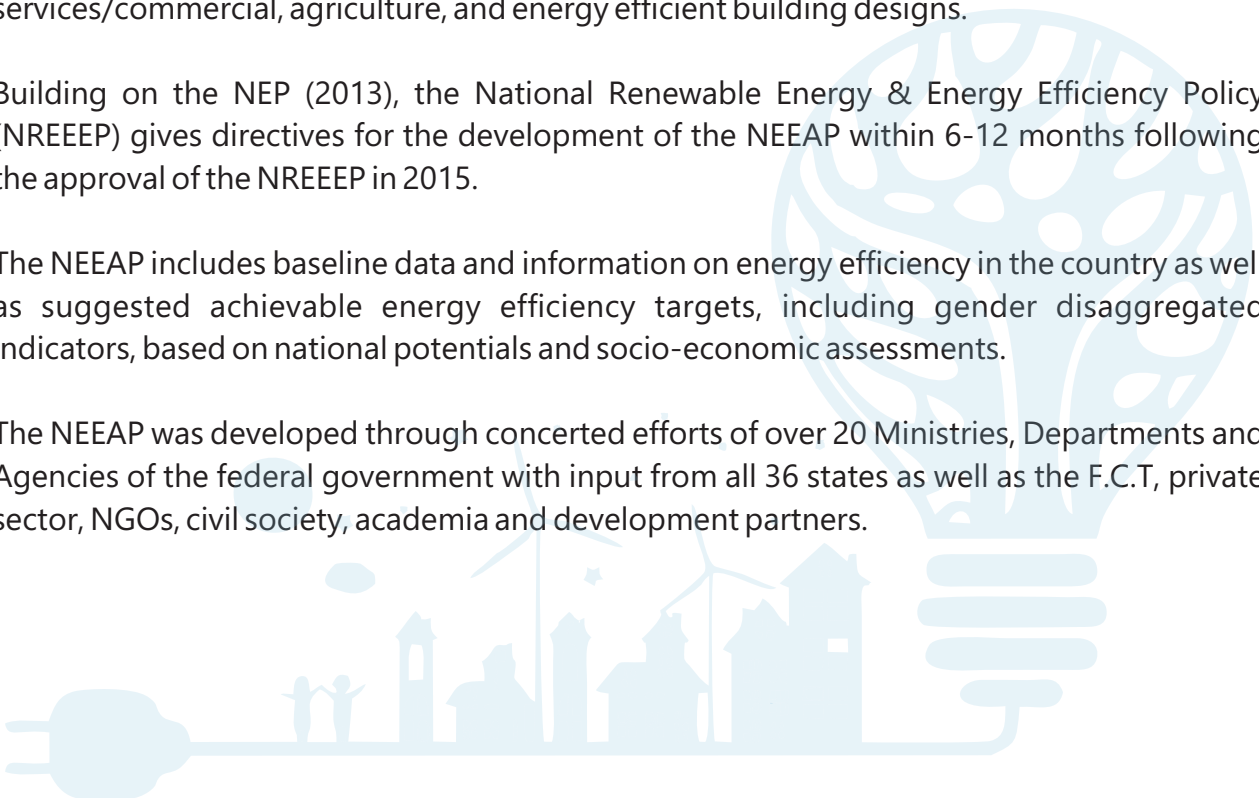 services/commercial, agriculture, and energy efficient building designs.
Building on the NEP (2013), the National Renewable Energy & Energy Efficiency Policy
(NREEEP) gives directives for the development of the NEEAP within 6-12 months following
the approval of the NREEEP in 2015.
The NEEAP includes baseline data and information on energy efficiency in the country as well
as suggested achievable energy efficiency targets, including gender disaggregated
indicators, based on national potentials and socio-economic assessments.
The NEEAP was developed through concerted efforts of over 20 Ministries, Departments and
Agencies of the federal government with input from all 36 states as well as the F.C.T, private
sector, NGOs, civil society, academia and development partners.